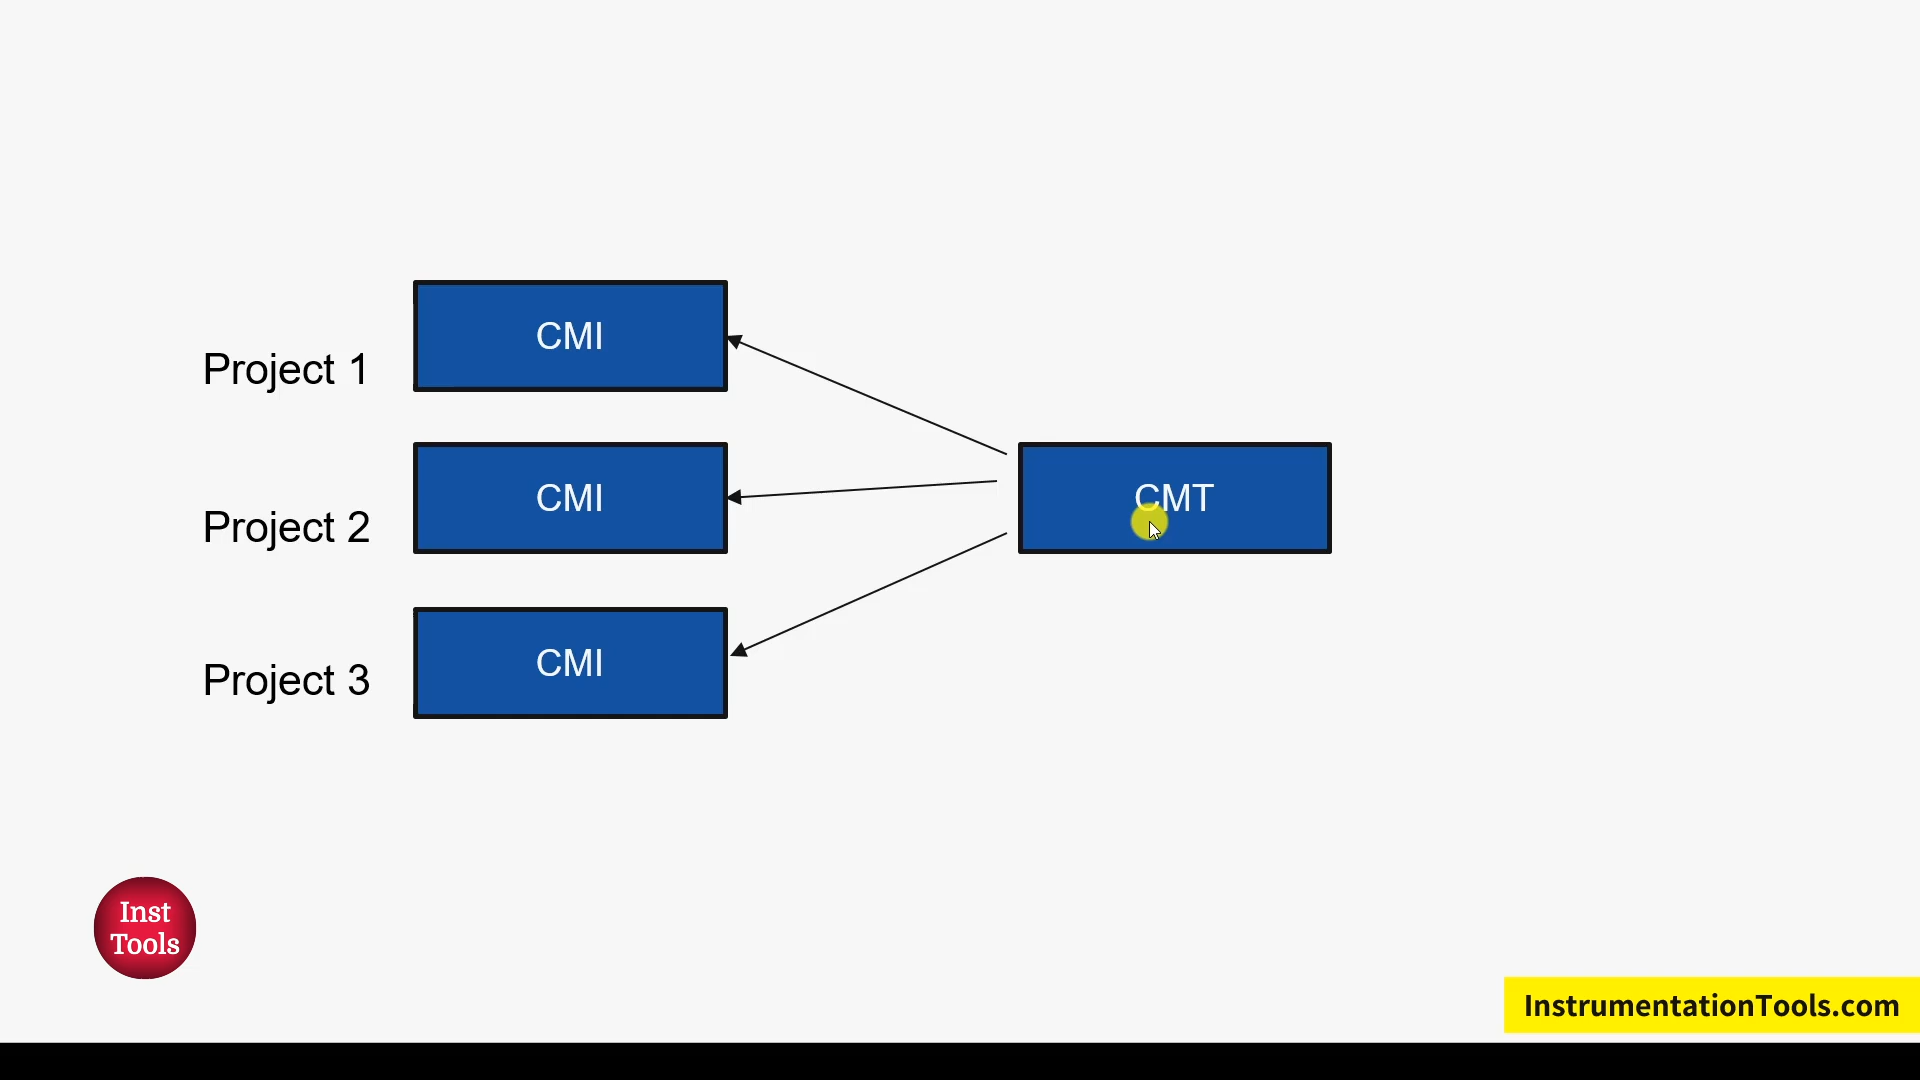 Project 1
CMI
Project 2
CMI
CMT
Project 3
CMI
Inst
Tools
InstrumentationTools.com